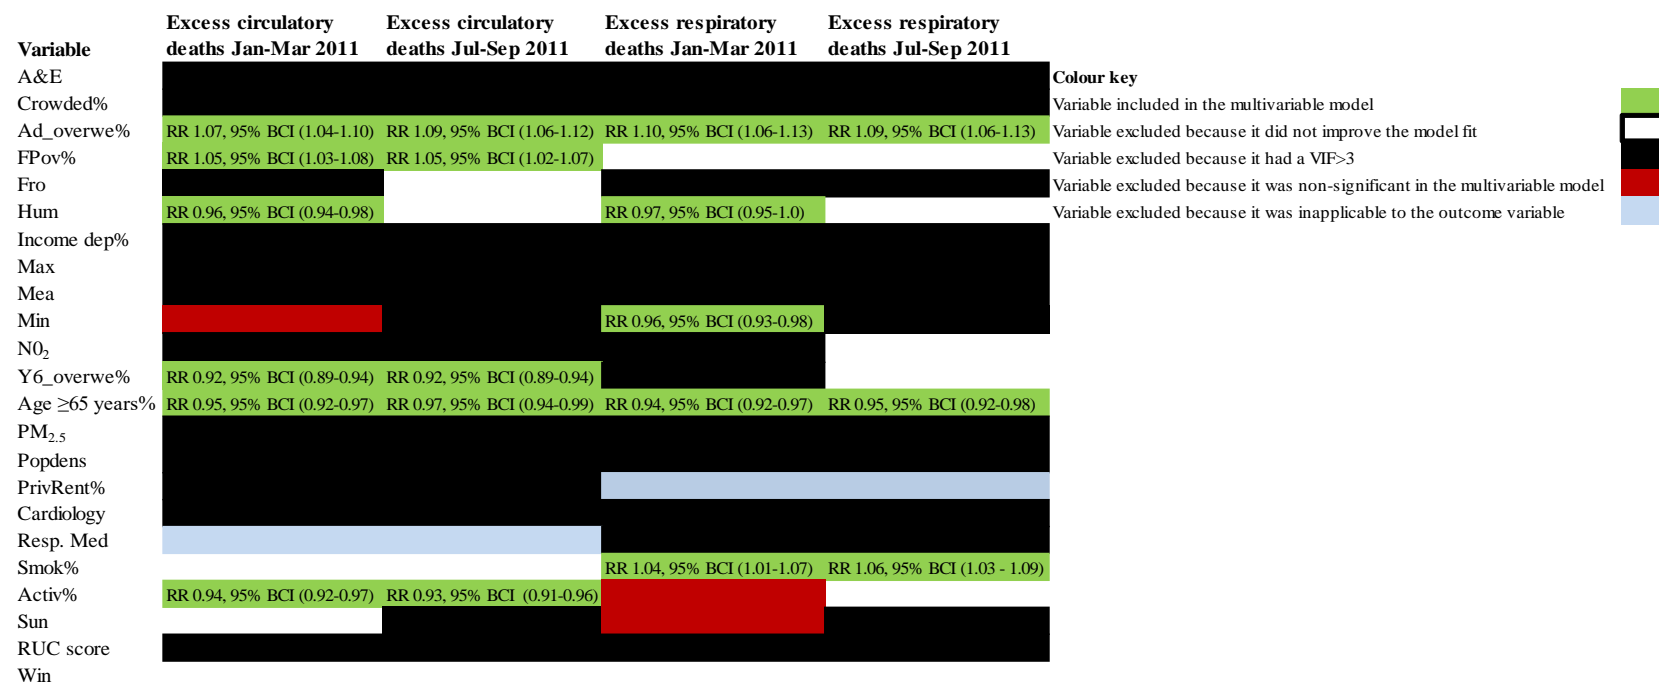 Excess circulatory Excess circulatory Excess respiratory Excess respiratory
Variable deaths Jan-Mar 2011 deaths Jul-Sep 2011 deaths Jan-Mar 2011 deaths Jul-Sep 2011
A&E Colour key
Crowded% Variable included in the multivariable model
Ad_overwe% RR 1.07, 95% BCI (1.04-1.10) RR 1.09, 95% BCI (1.06-1.12) RR 1.10, 95% BCI (1.06-1.13) RR 1.09, 95% BCI (1.06-1.13) Variable excluded because it did not improve the model fit
FPov% RR 1.05, 95% BCI (1.03-1.08) RR 1.05, 95% BCI (1.02-1.07) Variable excluded because it had a VIF>3
Fro Variable excluded because it was non-significant in the multivariable model
Hum RR 0.96, 95% BCI (0.94-0.98) RR 0.97, 95% BCI (0.95-1.0) Variable excluded because it was inapplicable to the outcome variable
Income dep%
Max
Mea
Min RR 0.96, 95% BCI (0.93-0.98)
N0₂
Y6_overwe% RR 0.92, 95% BCI (0.89-0.94) RR 0.92, 95% BCI (0.89-0.94)
Age ≥65 years% RR 0.95, 95% BCI (0.92-0.97) RR 0.97, 95% BCI (0.94-0.99) RR 0.94, 95% BCI (0.92-0.97) RR 0.95, 95% BCI (0.92-0.98)
PM₂.₅
Popdens
PrivRent%
Cardiology
Resp. Med
Smok% RR 1.04, 95% BCI (1.01-1.07) RR 1.06, 95% BCI (1.03 - 1.09)
Activ% RR 0.94, 95% BCI (0.92-0.97) RR 0.93, 95% BCI (0.91-0.96)
Sun
RUC score
Win